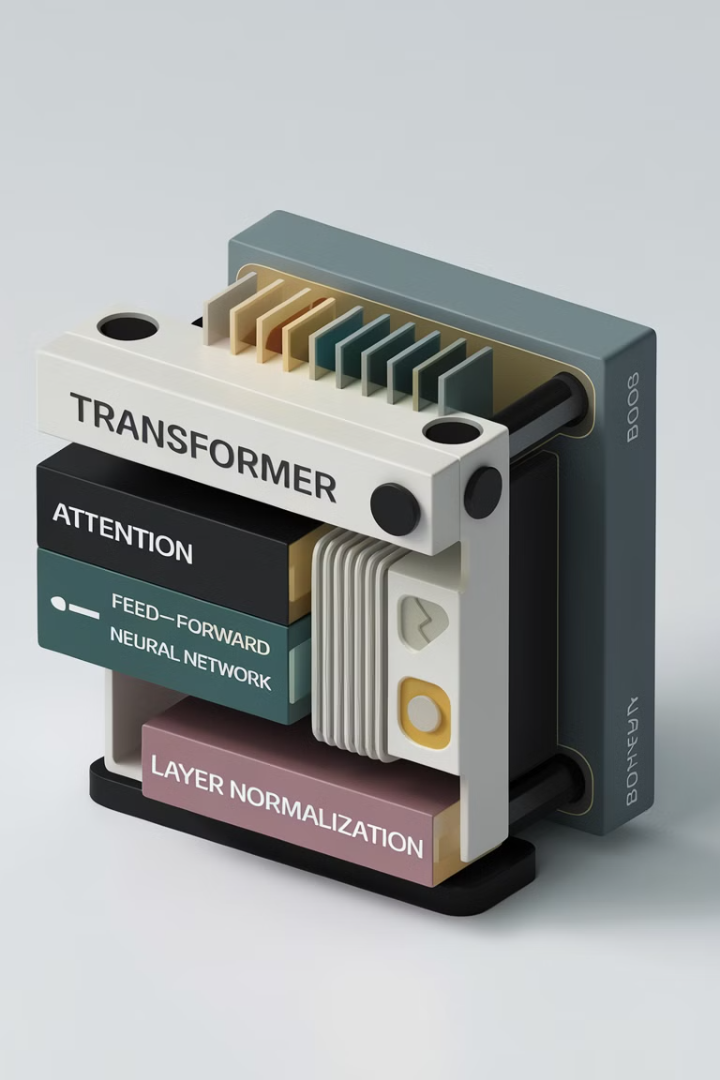 TRANSFORMER
ATTENTION
FEED—FORWARD
NEURAL NETWORK
LAYER NORMALIZATION